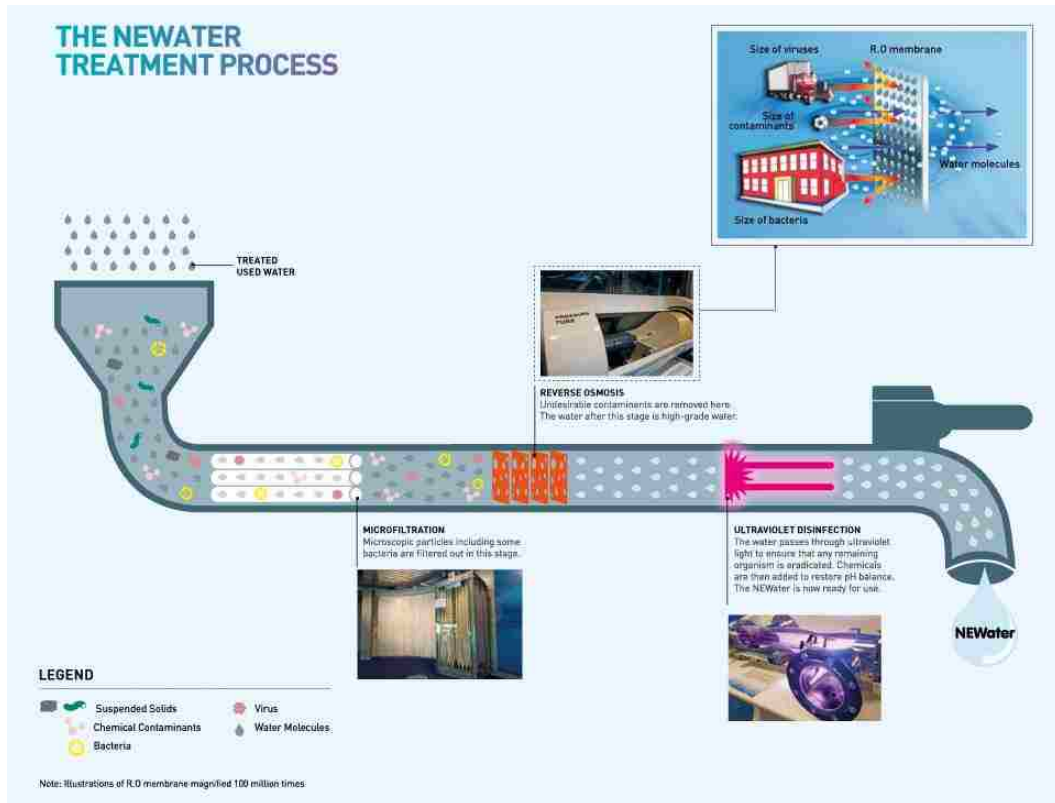 THE NEWATER
TREATMENT PROCESS
Size of viruses
R.O membrane
Size of
contaminants
Water molecules
Size of bacteria
TREATED
USED WATER
PRESSURE
TUBE
REVERSE OSMOSIS
Undesirable contaminants are removed here.
The water after this stage is high-grade water.
MICROFILTRATION
Microscopic particles including some
bacteria are filtered out in this stage.
ULTRAVIOLET DISINFECTION
The water passes through ultraviolet
light to ensure that any remaining
organism is eradicated. Chemicals
are then added to restore pH balance.
The NEWater is now ready for use.
NEWater
LEGEND
Suspended Solids
Virus
Chemical Contaminants
Water Molecules
Bacteria
Note: Illustrations of R.O membrane magnified 100 million times